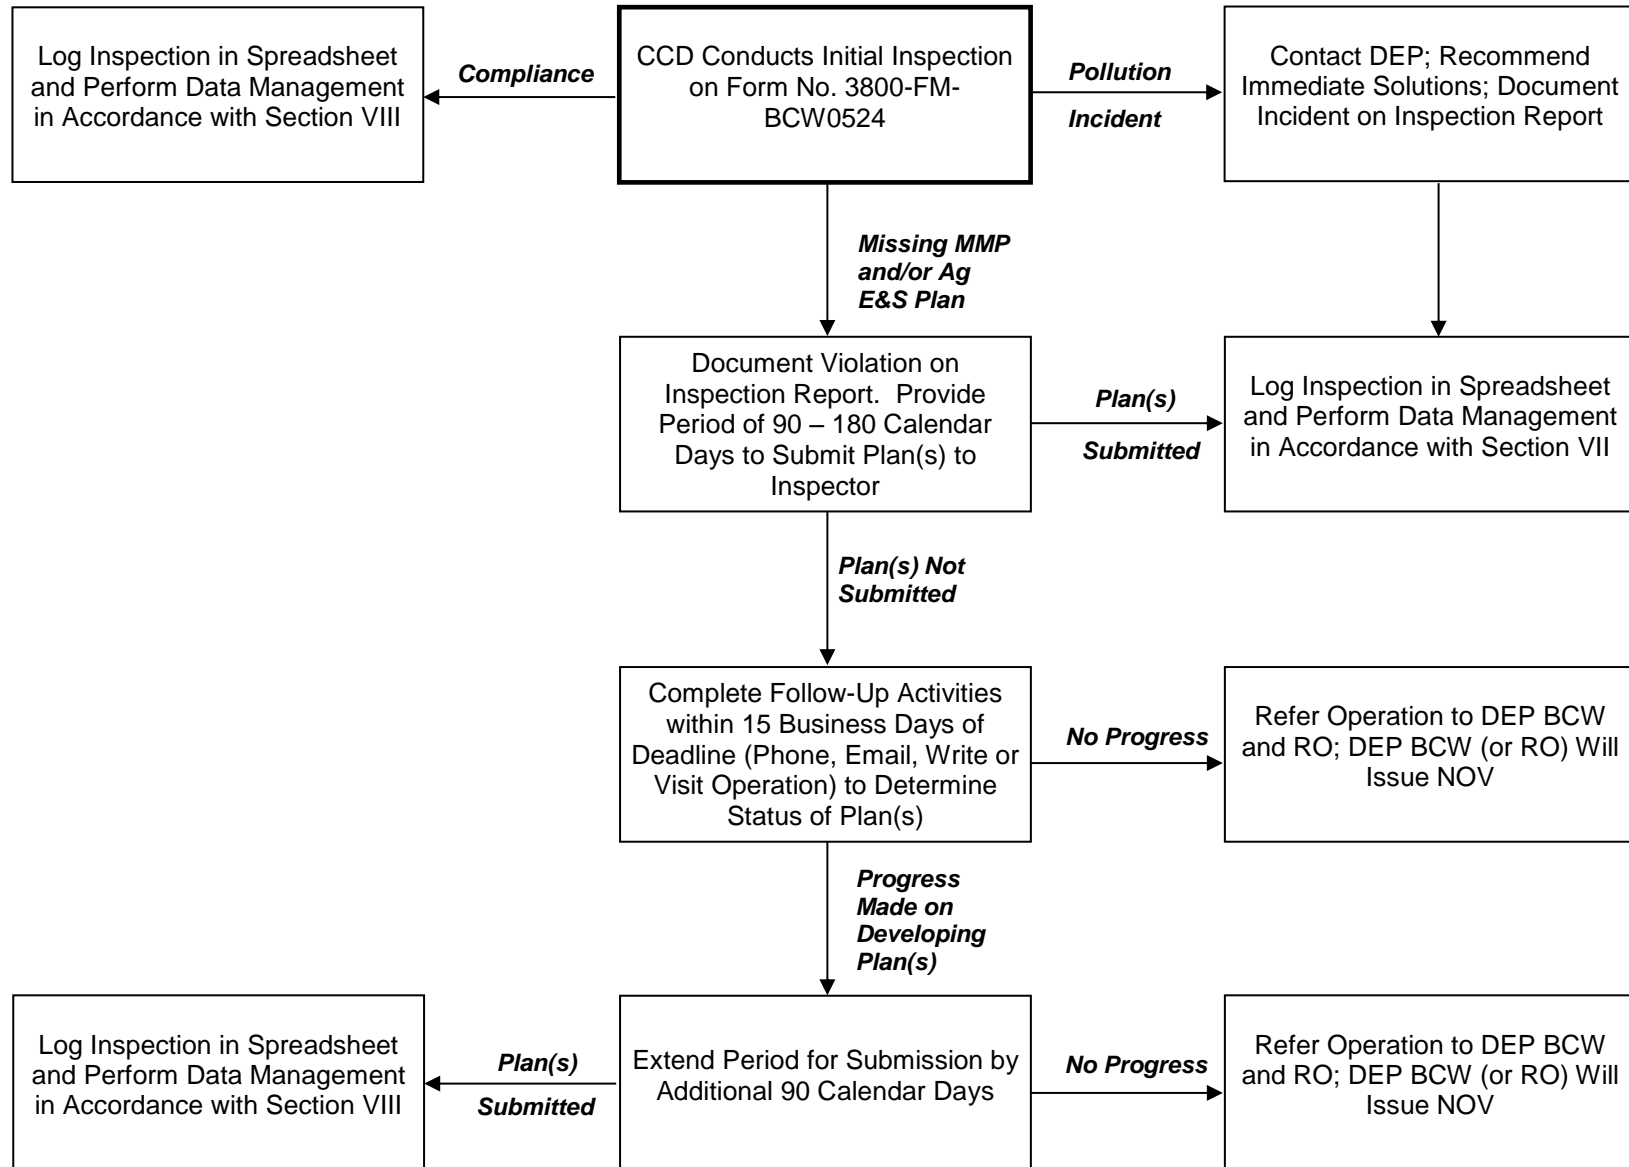 Log Inspection in Spreadsheet
and Perform Data Management
in Accordance with Section VIII
Compliance
CCD Conducts Initial Inspection
on Form No. 3800-FM-
BCW0524
Pollution
Incident
Contact DEP; Recommend
Immediate Solutions; Document
Incident on Inspection Report
Missing MMP
and/or Ag
E&S Plan
Document Violation on
Inspection Report.  Provide
Period of 90 – 180 Calendar
Days to Submit Plan(s) to
Inspector
Plan(s)
Submitted
Log Inspection in Spreadsheet
and Perform Data Management
in Accordance with Section VII
Plan(s) Not
Submitted
Complete Follow-Up Activities
within 15 Business Days of
Deadline (Phone, Email, Write or
Visit Operation) to Determine
Status of Plan(s)
No Progress
Refer Operation to DEP BCW
and RO; DEP BCW (or RO) Will
Issue NOV
Progress
Made on
Developing
Plan(s)
Log Inspection in Spreadsheet
and Perform Data Management
in Accordance with Section VIII
Plan(s)
Submitted
Extend Period for Submission by
Additional 90 Calendar Days
No Progress
Refer Operation to DEP BCW
and RO; DEP BCW (or RO) Will
Issue NOV